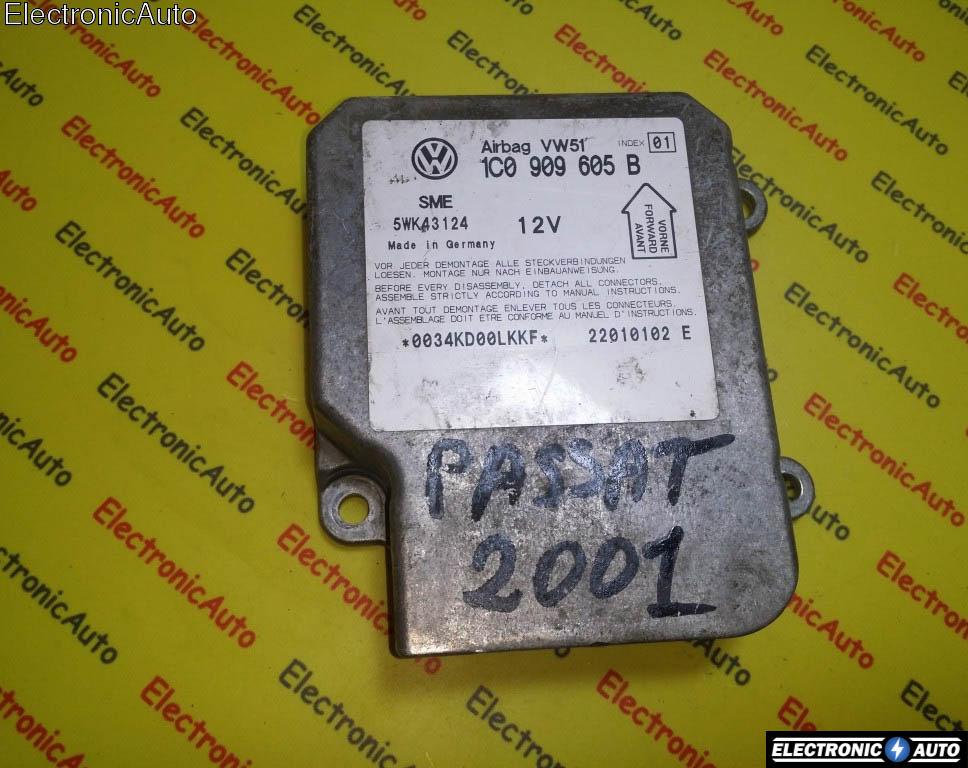 ElectronicAuto
Airbag VW51 INDEX 01
1C0 909 605 B
SME
5WK43124 12V
Made in Germany
VORNE
FORWARD
AVANT
VOR JEDER DEMONTAGE ALLE STECKVERBINDUNGEN
LOESEN. MONTAGE NUR NACH EINBAUANWEISUNG.
BEFORE EVERY DISASSEMBLY, DETACH ALL CONNECTORS.
ASSEMBLE STRICTLY ACCORDING TO MANUAL INSTRUCTIONS.
AVANT TOUT DEMONTAGE ENLEVER TOUS LES CONNECTEURS.
L'ASSEMBLAGE DOIT ETRE CONFORME AU MANUEL D'INSTRUCTIONS.
*0034KD00LKKF* 22010102 E
PASSAT
2001
ELECTRONIC AUTO